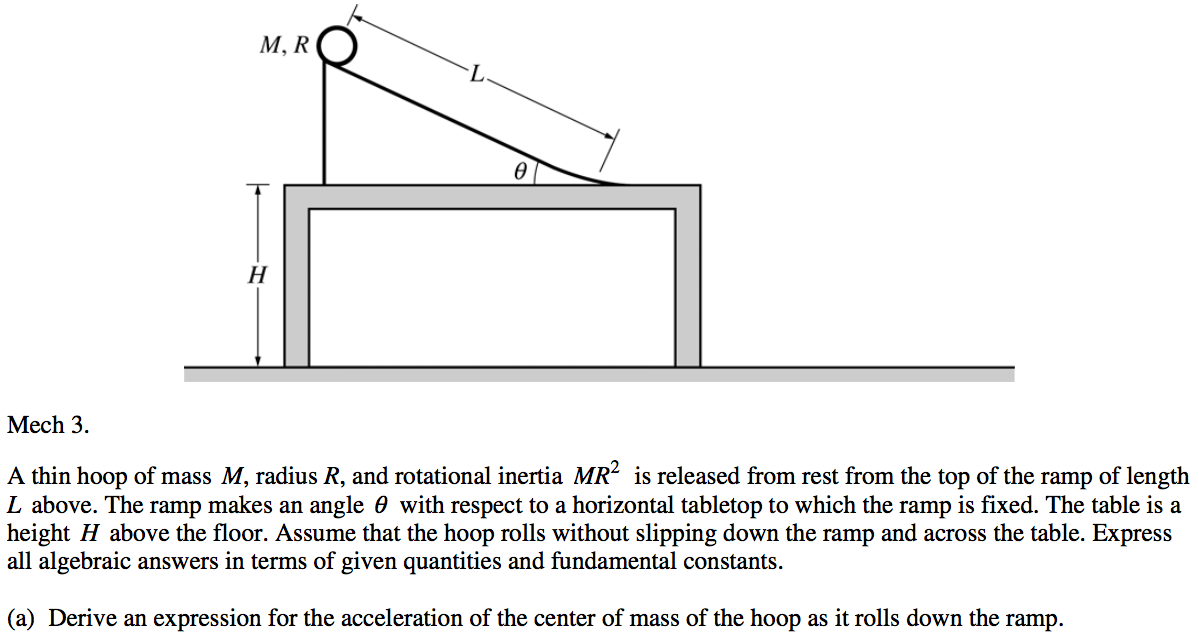 M, R
L
θ
H
Mech 3.
A thin hoop of mass M, radius R, and rotational inertia MR² is released from rest from the top of the ramp of length
L above. The ramp makes an angle θ with respect to a horizontal tabletop to which the ramp is fixed. The table is a
height H above the floor. Assume that the hoop rolls without slipping down the ramp and across the table. Express
all algebraic answers in terms of given quantities and fundamental constants.
(a) Derive an expression for the acceleration of the center of mass of the hoop as it rolls down the ramp.